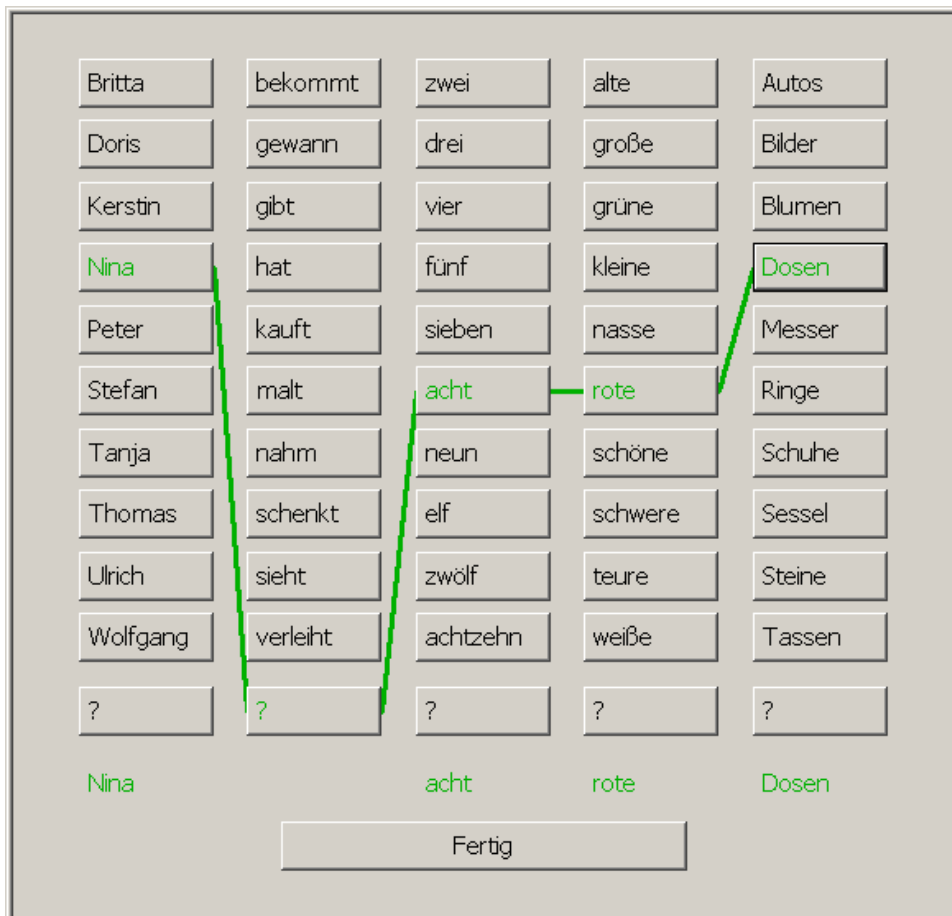 Britta bekommt zwei alte Autos
Doris gewann drei große Bilder
Kerstin gibt vier grüne Blumen
Nina hat fünf kleine Dosen
Peter kauft sieben nasse Messer
Stefan malt acht rote Ringe
Tanja nahm neun schöne Schuhe
Thomas schenkt elf schwere Sessel
Ulrich sieht zwölf teure Steine
Wolfgang verleiht achtzehn weiße Tassen
? ? ? ? ?
Nina acht rote Dosen
Fertig